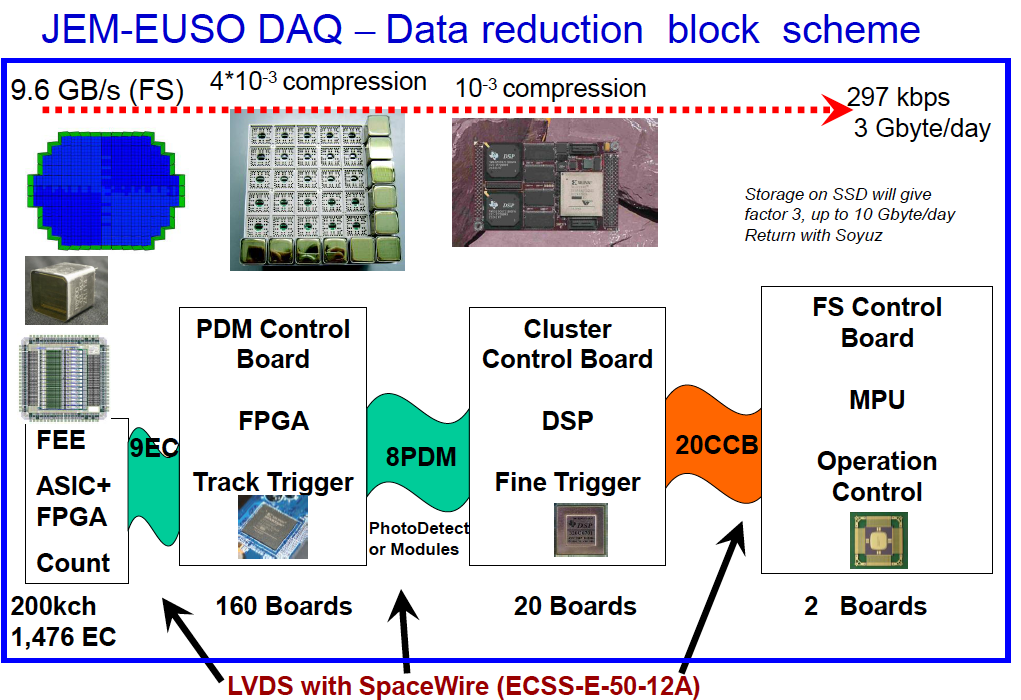 JEM-EUSO DAQ – Data reduction block scheme
9.6 GB/s (FS)
4*10-3 compression
10-3 compression
297 kbps
3 Gbyte/day
Storage on SSD will give
factor 3, up to 10 Gbyte/day
Return with Soyuz
FEE
ASIC+
FPGA
Count
9EC
PDM Control
Board
FPGA
Track Trigger
8PDM
PhotoDetect
or Modules
Cluster
Control Board
DSP
Fine Trigger
20CCB
FS Control
Board
MPU
Operation
Control
200kch
1,476 EC
160 Boards
20 Boards
2 Boards
LVDS with SpaceWire (ECSS-E-50-12A)
DSP
DSP
XILINX
DSP